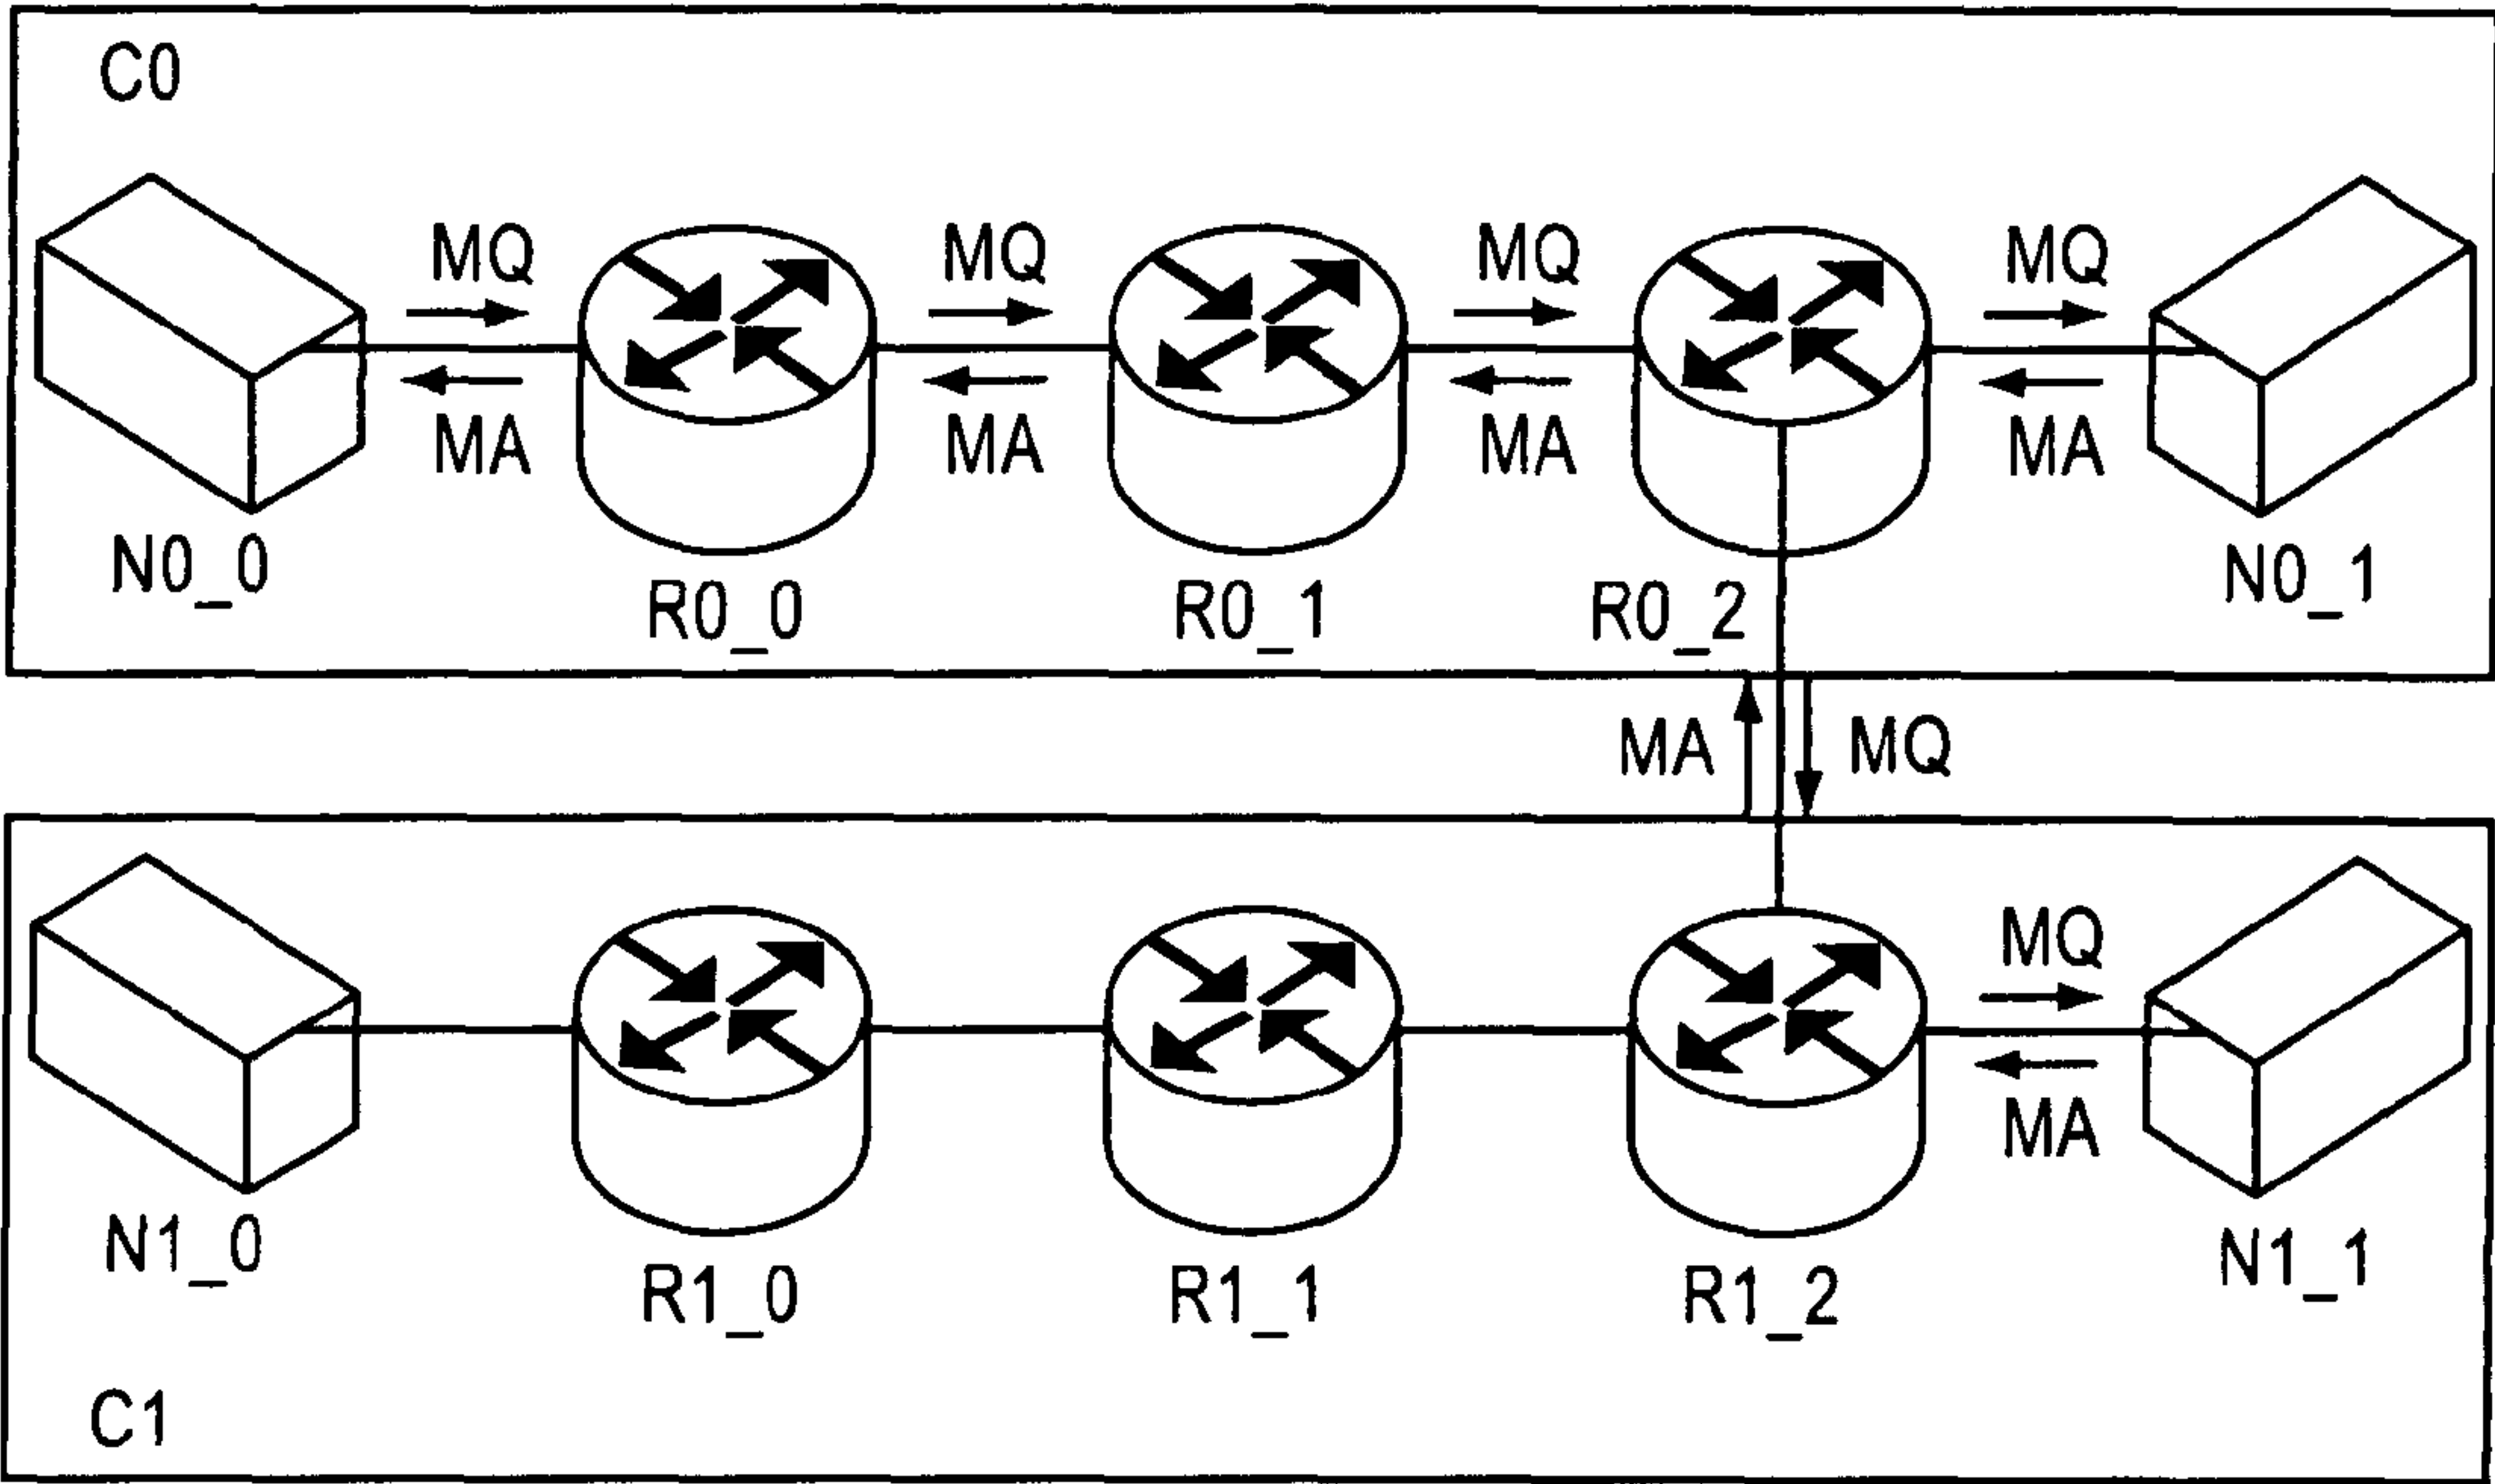 C0
MQ MQ MQ MQ
MA MA MA MA
N0_0 R0_0 R0_1 R0_2 N0_1
MA MQ
MQ
MA
N1_0 R1_0 R1_1 R1_2 N1_1
C1